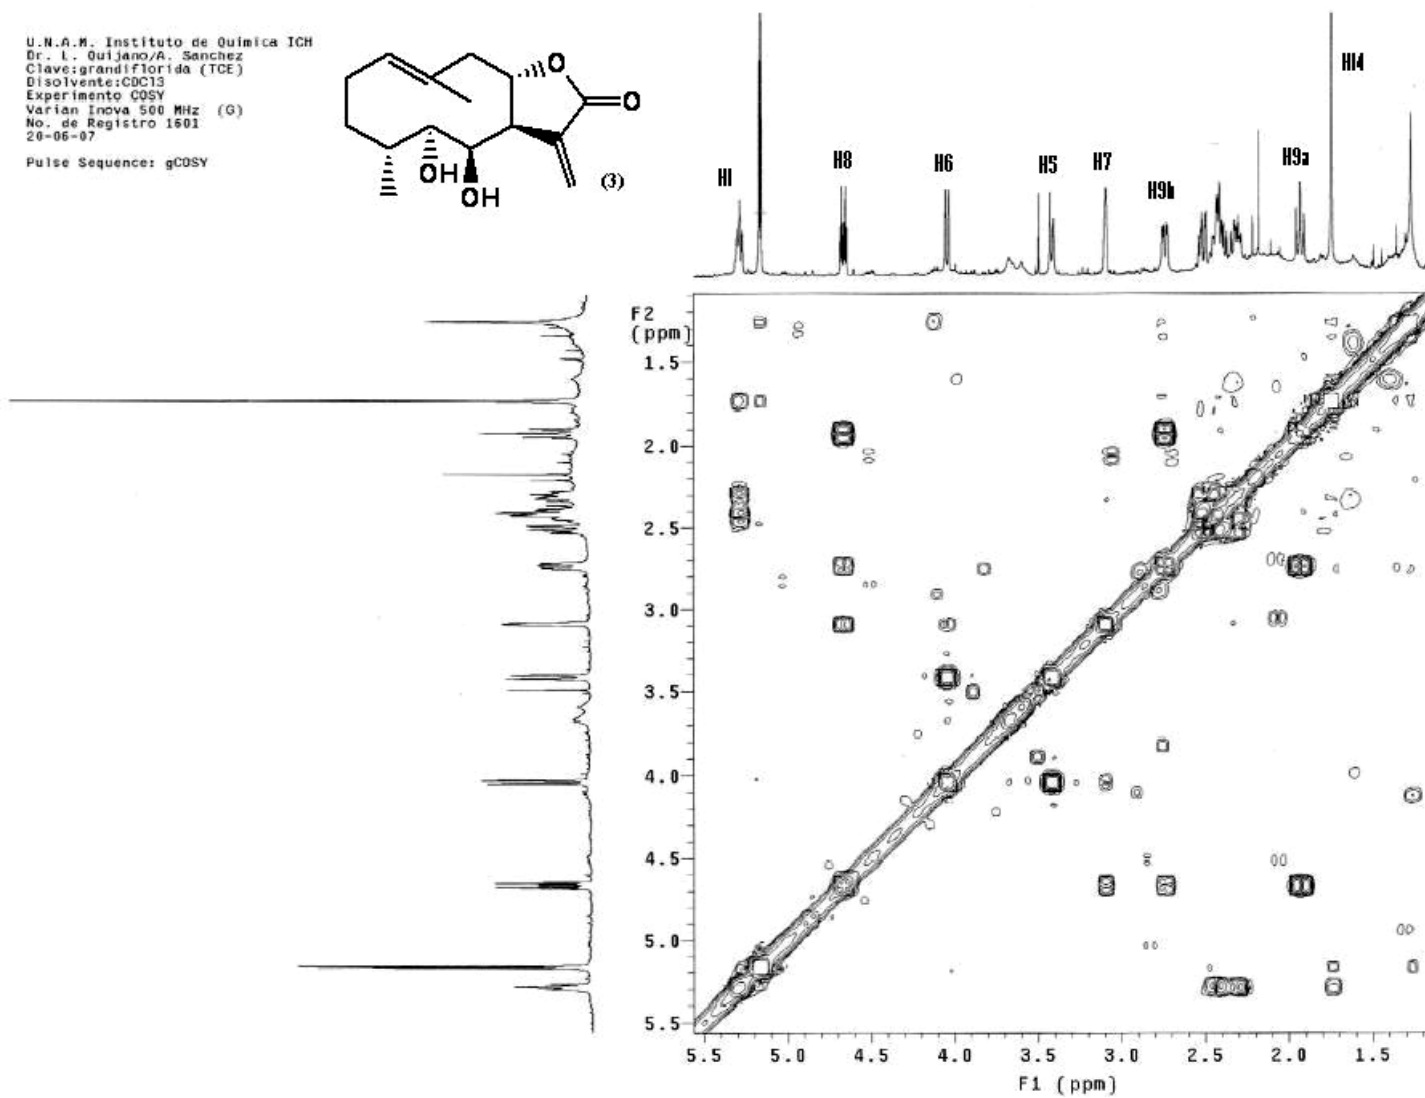 U.N.A.M. Instituto de Química ICH
Dr. L. Quijano/A. Sanchez
Clave:grandiflorida (TCE)
Disolvente:CDCl3
Experimento COSY
Varian Inova 500 MHz (G)
No. de Registro 1601
20-06-07
Pulse Sequence: gCOSY
O
O
OH
OH
(3)
H1
H8
H6
H5
H7
H9b
H9a
H14
F2
(ppm)
1.5
2.0
2.5
3.0
3.5
4.0
4.5
5.0
5.5
5.5 5.0 4.5 4.0 3.5 3.0 2.5 2.0 1.5
F1 (ppm)